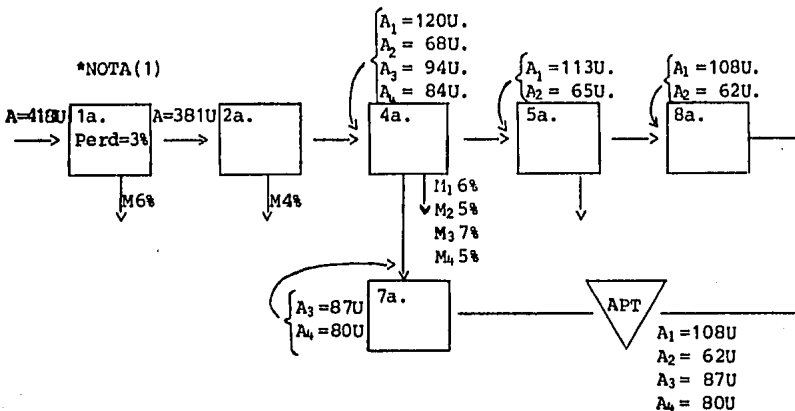 *NOTA(1)
A=418U
1a.
Perd=3%
M6%
A=381U
2a.
M4%
A₁=120U.
A₂= 68U.
A₃= 94U.
A₄= 84U.
4a.
M₁ 6%
M₂ 5%
M₃ 7%
M₄ 5%
A₁=113U.
A₂= 65U.
5a.
A₁=108U.
A₂= 62U.
8a.
A₃=87U
A₄=80U
7a.
APT
A₁=108U
A₂= 62U
A₃= 87U
A₄= 80U